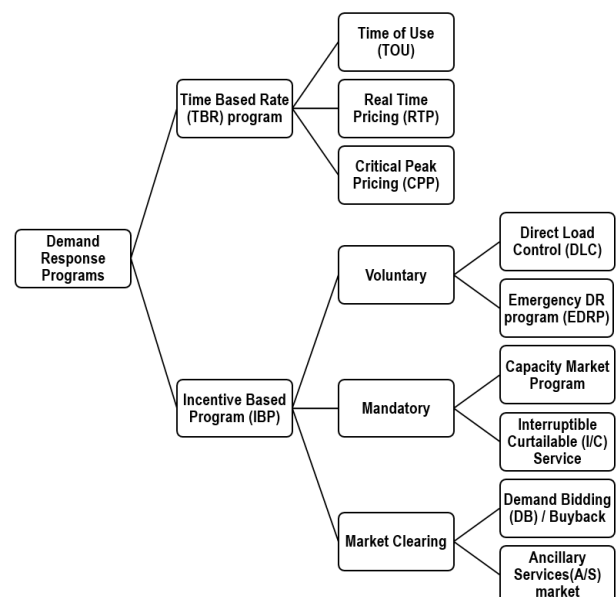 Time of Use
(TOU)
Time Based Rate
(TBR) program
Real Time
Pricing (RTP)
Critical Peak
Pricing (CPP)
Demand
Response
Programs
Direct Load
Control (DLC)
Voluntary
Emergency DR
program (EDRP)
Incentive Based
Program (IBP)
Capacity Market
Program
Mandatory
Interruptible
Curtailable (I/C)
Service
Demand Bidding
(DB) / Buyback
Market Clearing
Ancillary
Services(A/S)
market